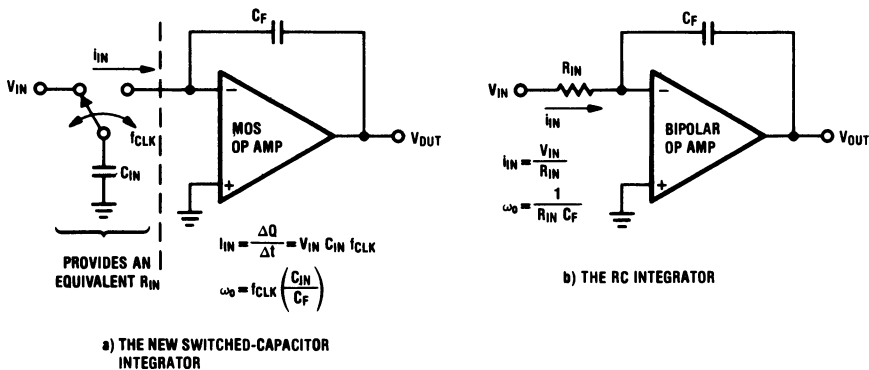 CF
iIN
VIN
fCLK
CIN
−
+
MOS
OP AMP
VOUT
PROVIDES AN
EQUIVALENT RIN
IIN = ΔQ/Δt = VIN CIN fCLK
ω₀ = fCLK (CIN/CF)
a) THE NEW SWITCHED-CAPACITOR
INTEGRATOR
CF
RIN
VIN
iIN
−
+
BIPOLAR
OP AMP
VOUT
iIN = VIN/RIN
ω₀ = 1/RIN CF
b) THE RC INTEGRATOR